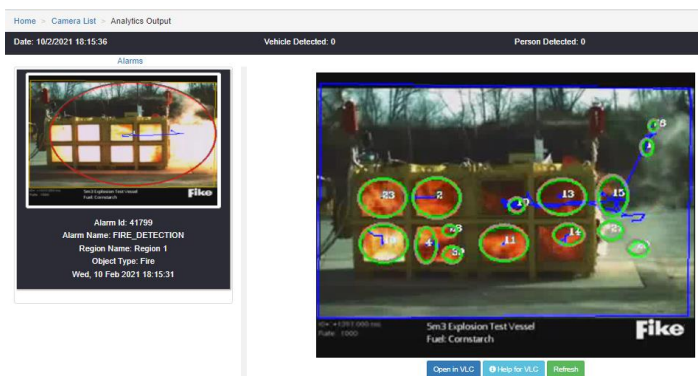 Home > Camera List > Analytics Output
Date: 10/2/2021 18:15:36 Vehicle Detected: 0 Person Detected: 0
Alarms
5m3 Explosion Test Vessel
Fuel: Cornstarch
Fike
Alarm Id: 41799
Alarm Name: FIRE_DETECTION
Region Name: Region 1
Object Type: Fire
Wed, 10 Feb 2021 18:15:31
23
2
13
15
11
14
4
5m3 Explosion Test Vessel
Fuel: Cornstarch
Fike
Open in VLC Help for VLC Refresh